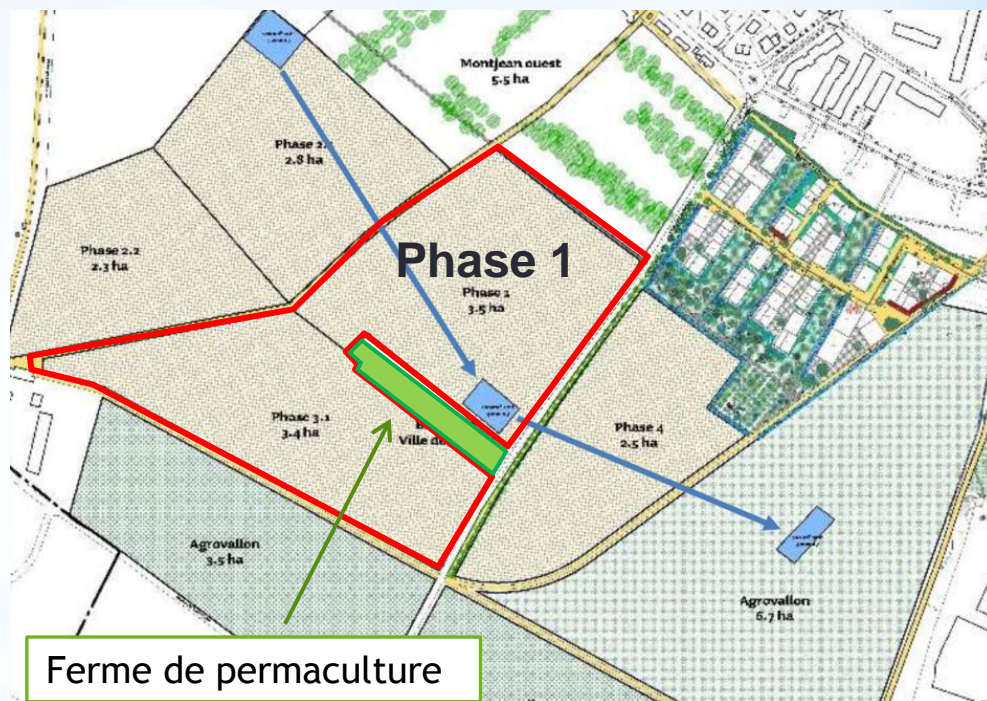 Montjean ouest
5.5 ha
Phase 2.
2.8 ha
Phase 2.2
2.3 ha
Phase 1
Phase 1
3.5 ha
Phase 3.1
3.4 ha
Ville de
Phase 4
2.5 ha
Agrovallon
3.5 ha
Agrovallon
6.7 ha
Ferme de permaculture